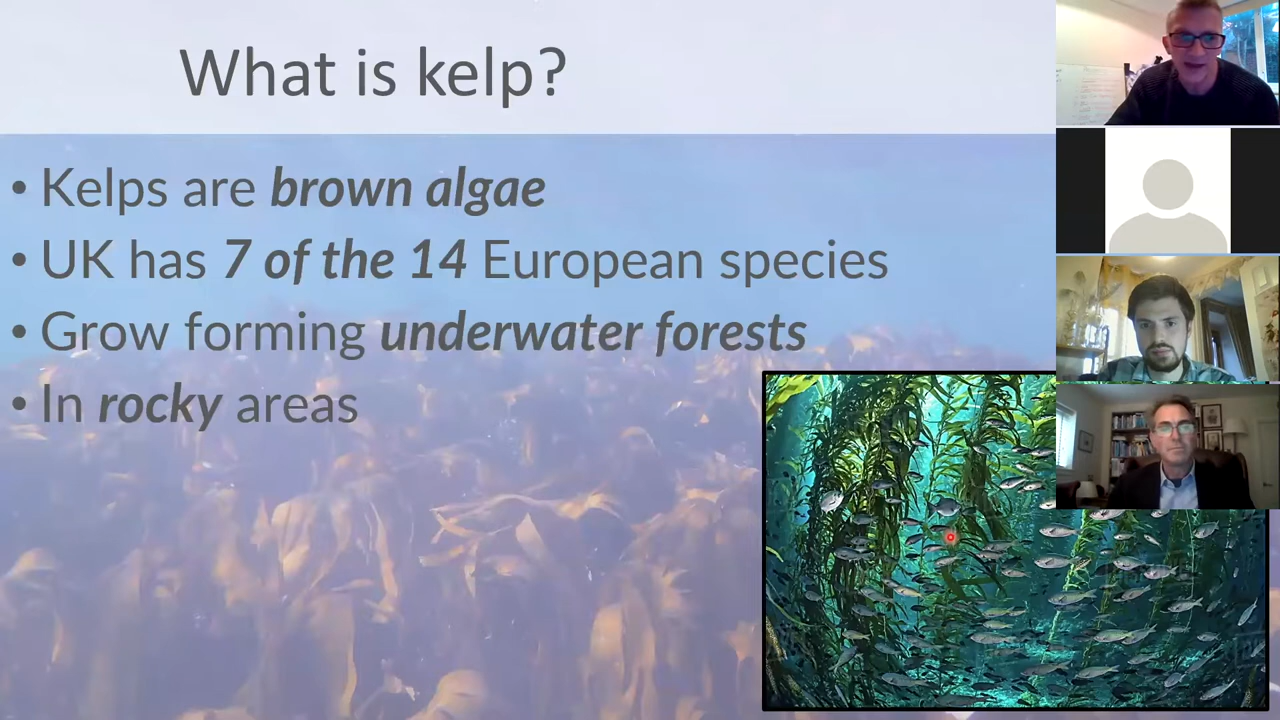 What is kelp?
• Kelps are brown algae
• UK has 7 of the 14 European species
• Grow forming underwater forests
• In rocky areas